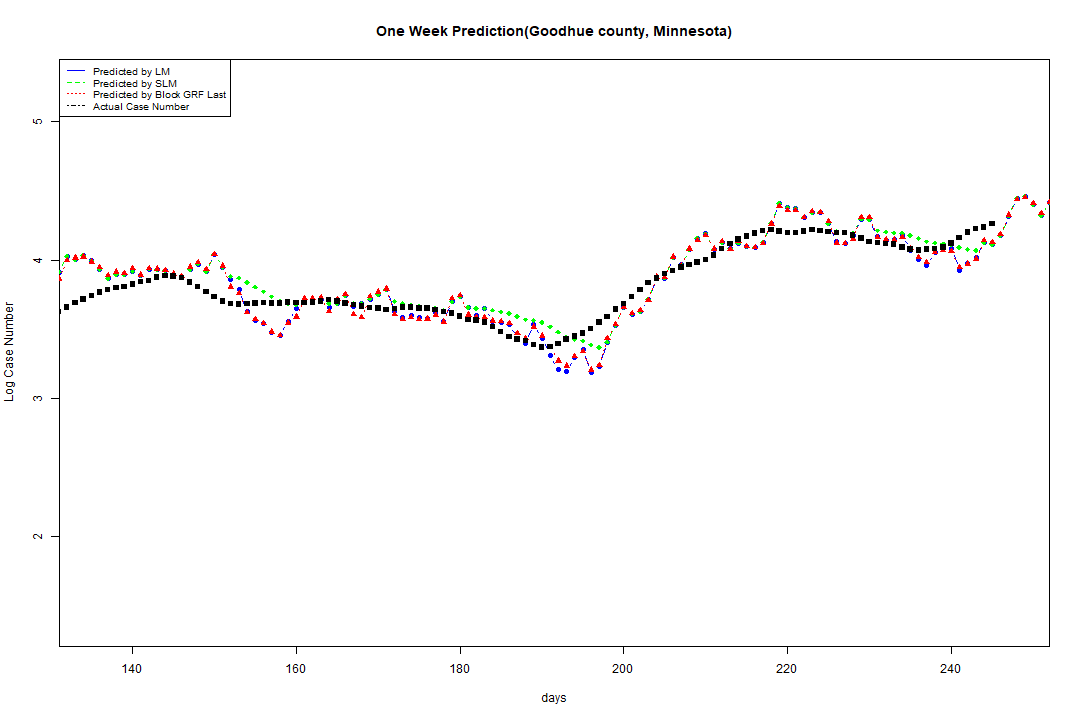 One Week Prediction(Goodhue county, Minnesota)
Predicted by LM
Predicted by SLM
Predicted by Block GRF Last
Actual Case Number
5
4
3
2
Log Case Number
140 160 180 200 220 240
days